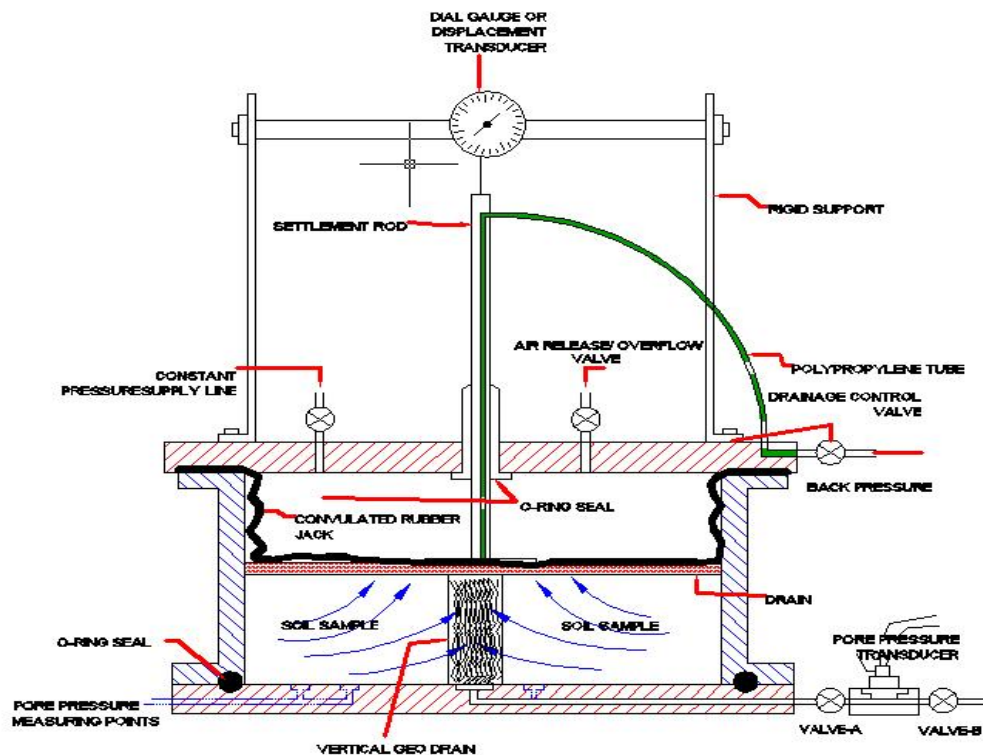 DIAL GAUGE OR
DISPLACEMENT
TRANSDUCER
SETTLEMENT ROD
RIGID SUPPORT
AIR RELEASE/ OVERFLOW
VALVE
CONSTANT
PRESSURESUPPLY LINE
POLYPROPYLENE TUBE
DRAINAGE CONTROL
VALVE
BACK PRESSURE
O-RING SEAL
CONVULATED RUBBER
JACK
DRAIN
SOIL SAMPLE
SOIL SAMPLE
O-RING SEAL
PORE PRESSURE
TRANSDUCER
PORE PRESSURE
MEASURING POINTS
VALVE-A
VALVE-B
VERTICAL GEO DRAIN